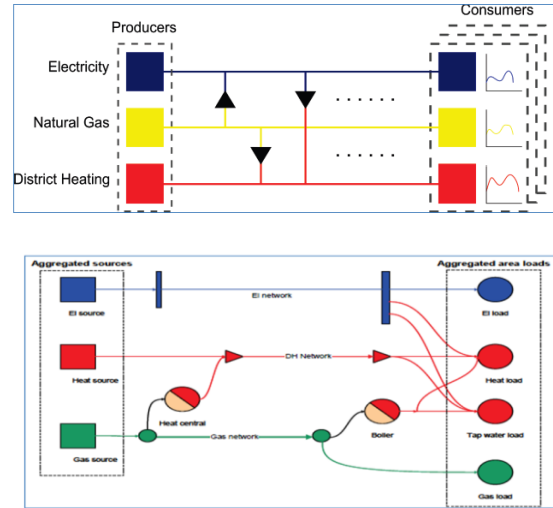 Producers
Consumers
Electricity
Natural Gas
District Heating
Aggregated sources
Aggregated area loads
El source
El network
El load
Heat source
DH Network
Heat load
Heat central
Gas network
Boiler
Tap water load
Gas source
Gas load